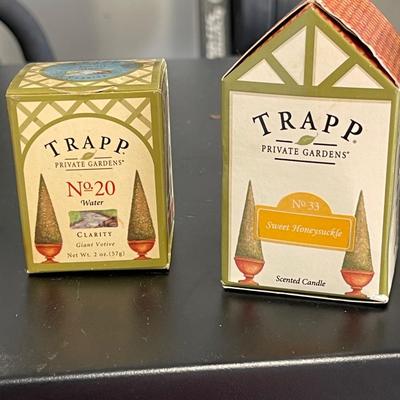 TRAPP
PRIVATE GARDENS®
Nº 20
Water
CLARITY
Giant Votive
Net Wt. 2 oz. (57g)
TRAPP
PRIVATE GARDENS®
Nº 33
Sweet Honeysuckle
Scented Candle